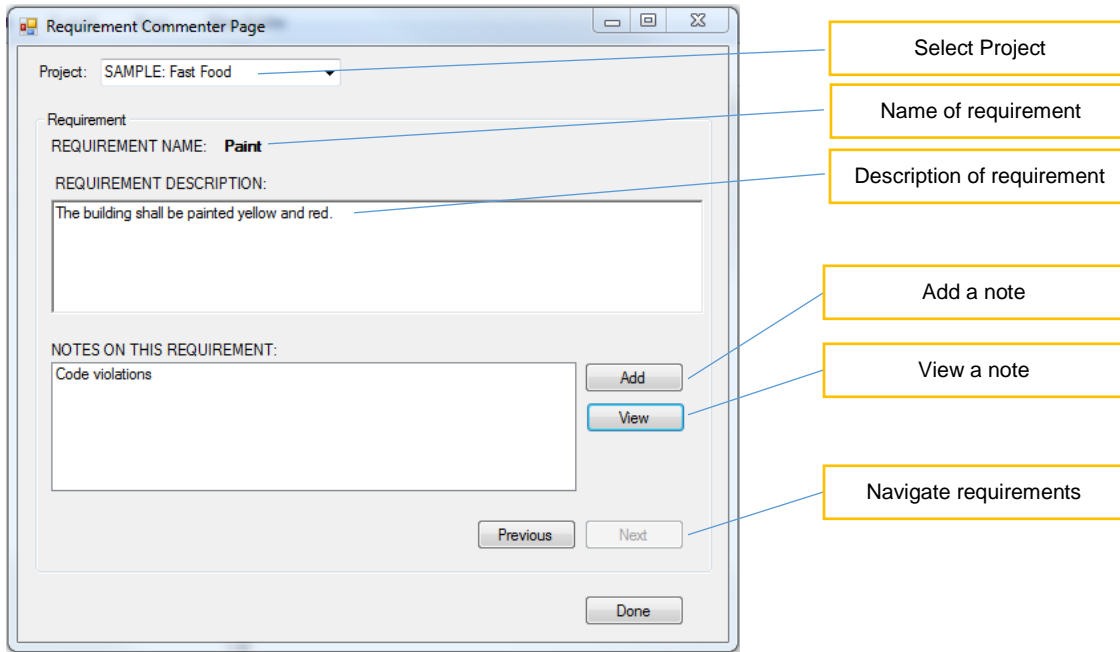 Requirement Commenter Page
Select Project
Project: SAMPLE: Fast Food
Requirement
Name of requirement
REQUIREMENT NAME: Paint
Description of requirement
REQUIREMENT DESCRIPTION:
The building shall be painted yellow and red.
Add a note
NOTES ON THIS REQUIREMENT:
Code violations
Add
View a note
View
Navigate requirements
Previous
Next
Done